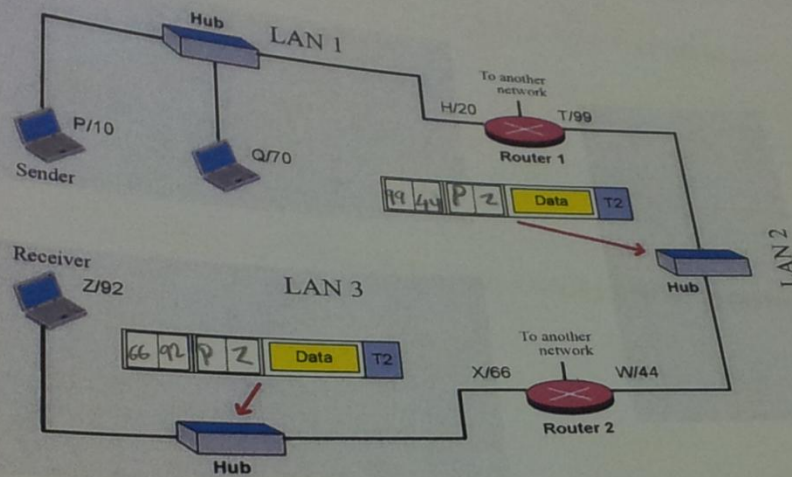 Hub
LAN 1
P/10
Sender
Q/70
To another
network
H/20
T/99
Router 1
99 44 P Z Data T2
LAN 2
Hub
Receiver
Z/92
LAN 3
66 92 P Z Data T2
To another
network
X/66
W/44
Router 2
Hub